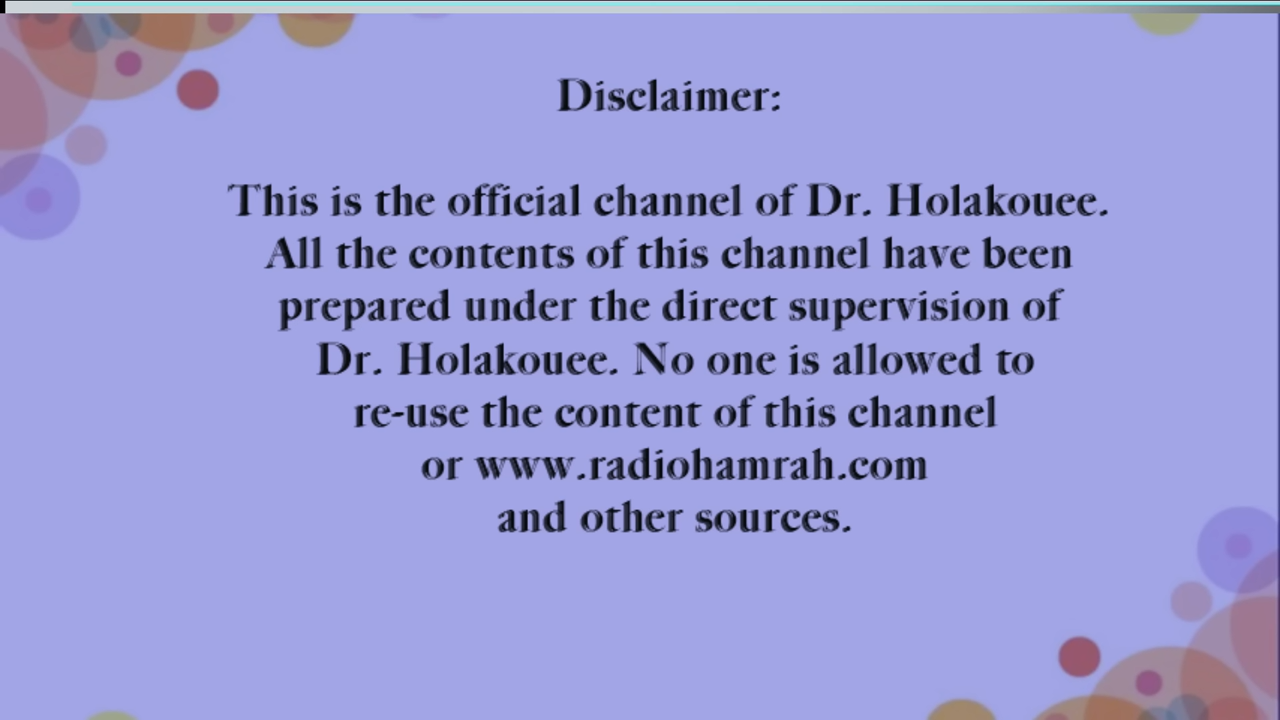 Disclaimer:
This is the official channel of Dr. Holakouee.
All the contents of this channel have been
prepared under the direct supervision of
Dr. Holakouee. No one is allowed to
re-use the content of this channel
or www.radiohamrah.com
and other sources.